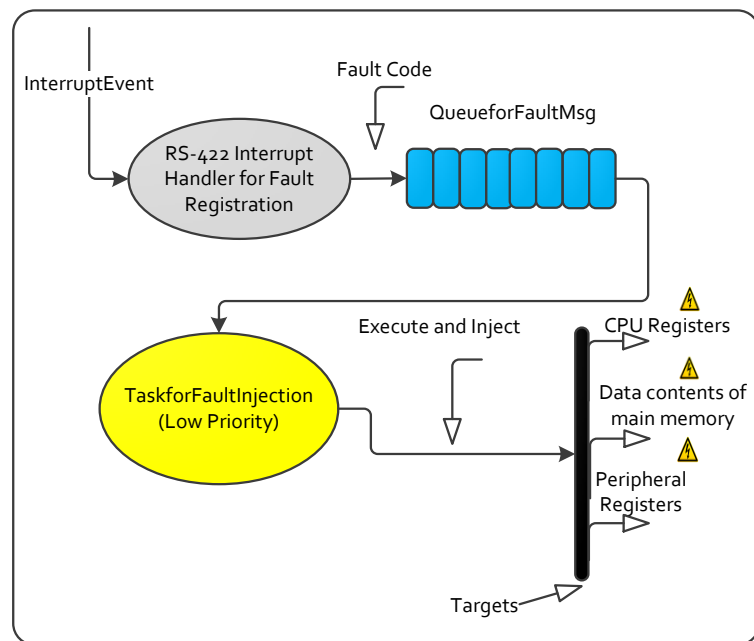 InterruptEvent
Fault Code
QueueforFaultMsg
RS-422 Interrupt
Handler for Fault
Registration
Execute and Inject
CPU Registers
TaskforFaultInjection
(Low Priority)
Data contents of
main memory
Peripheral
Registers
Targets